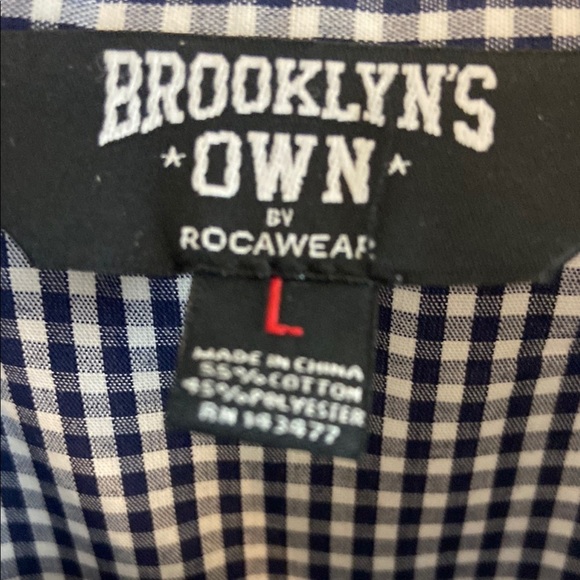 BROOKLYN'S
*OWN*
BY
ROCAWEAR
L
MADE IN CHINA
55% COTTON
45% POLYESTER
RN 143477